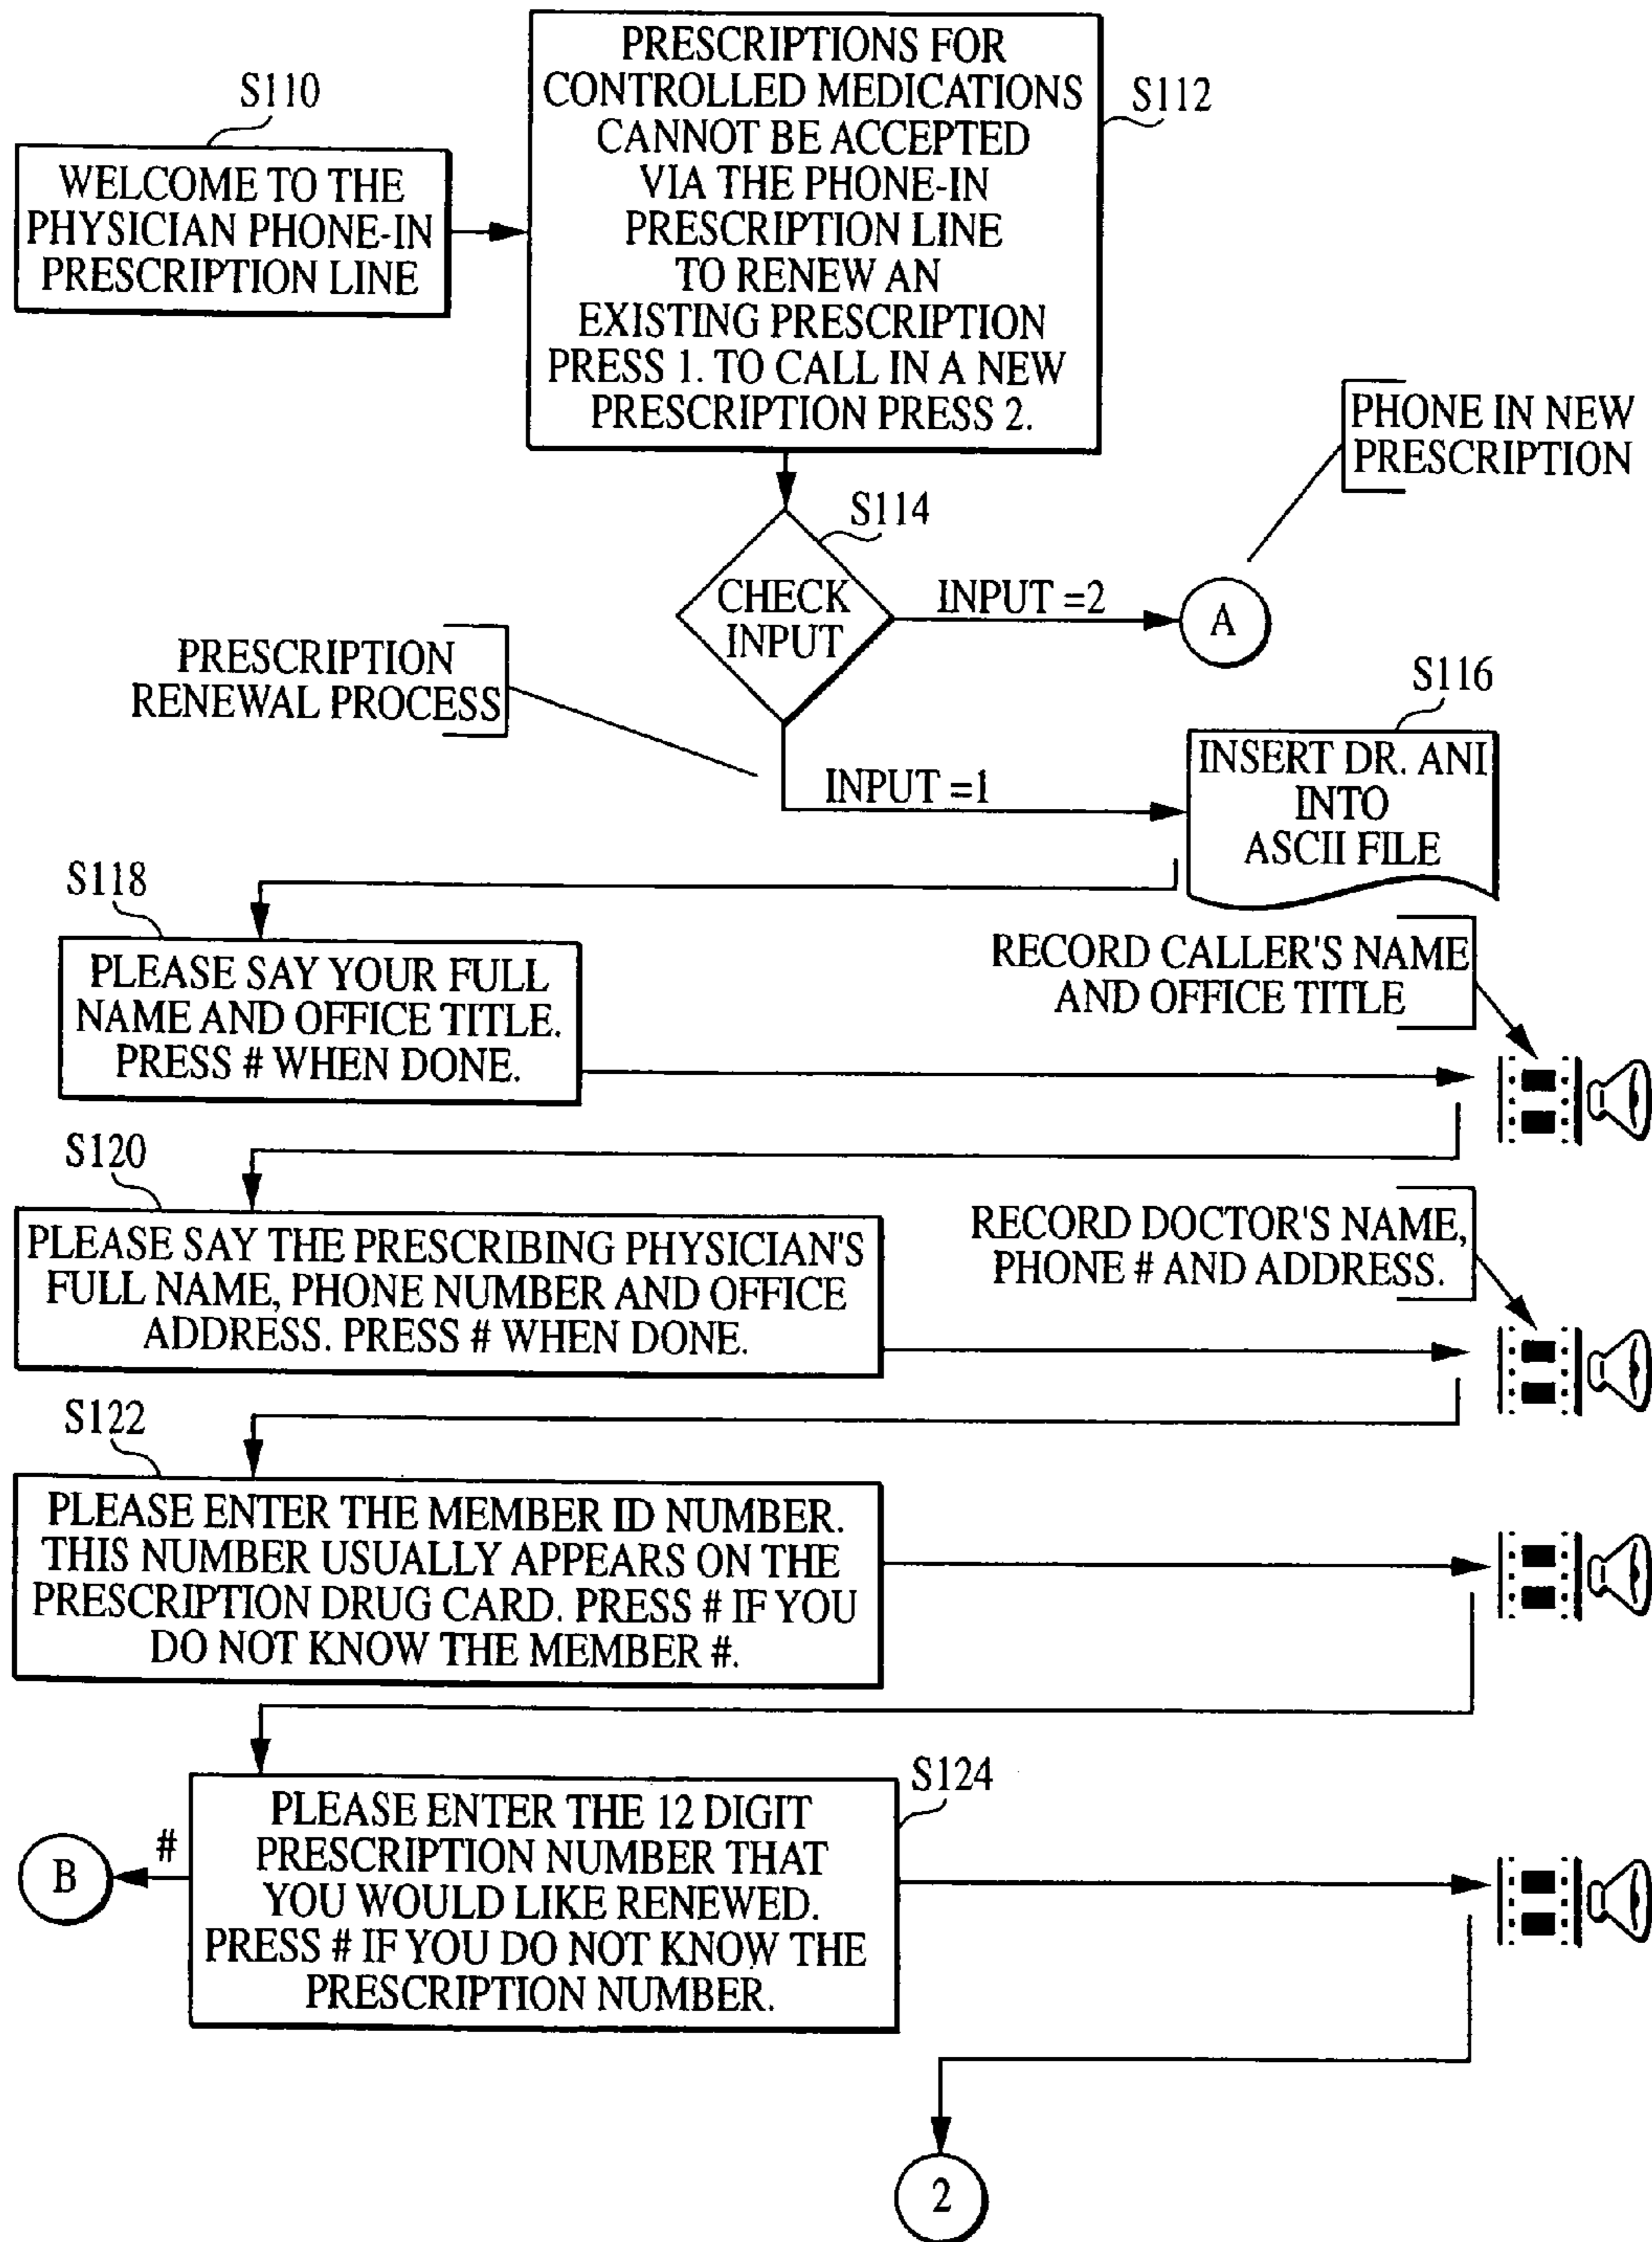 S110
WELCOME TO THE
PHYSICIAN PHONE-IN
PRESCRIPTION LINE
PRESCRIPTIONS FOR
CONTROLLED MEDICATIONS
CANNOT BE ACCEPTED
VIA THE PHONE-IN
PRESCRIPTION LINE
TO RENEW AN
EXISTING PRESCRIPTION
PRESS 1. TO CALL IN A NEW
PRESCRIPTION PRESS 2.
S112
PHONE IN NEW
PRESCRIPTION
S114
CHECK
INPUT
INPUT =2
A
PRESCRIPTION
RENEWAL PROCESS
INPUT =1
S116
INSERT DR. ANI
INTO
ASCII FILE
S118
PLEASE SAY YOUR FULL
NAME AND OFFICE TITLE.
PRESS # WHEN DONE.
RECORD CALLER'S NAME
AND OFFICE TITLE
S120
PLEASE SAY THE PRESCRIBING PHYSICIAN'S
FULL NAME, PHONE NUMBER AND OFFICE
ADDRESS. PRESS # WHEN DONE.
RECORD DOCTOR'S NAME,
PHONE # AND ADDRESS.
S122
PLEASE ENTER THE MEMBER ID NUMBER.
THIS NUMBER USUALLY APPEARS ON THE
PRESCRIPTION DRUG CARD. PRESS # IF YOU
DO NOT KNOW THE MEMBER #.
S124
PLEASE ENTER THE 12 DIGIT
PRESCRIPTION NUMBER THAT
YOU WOULD LIKE RENEWED.
PRESS # IF YOU DO NOT KNOW THE
PRESCRIPTION NUMBER.
#
B
2